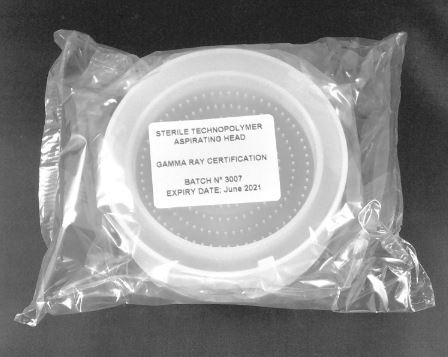 STERILE TECHNOPOLYMER
ASPIRATING HEAD
GAMMA RAY CERTIFICATION
BATCH N° 3007
EXPIRY DATE: June 2021